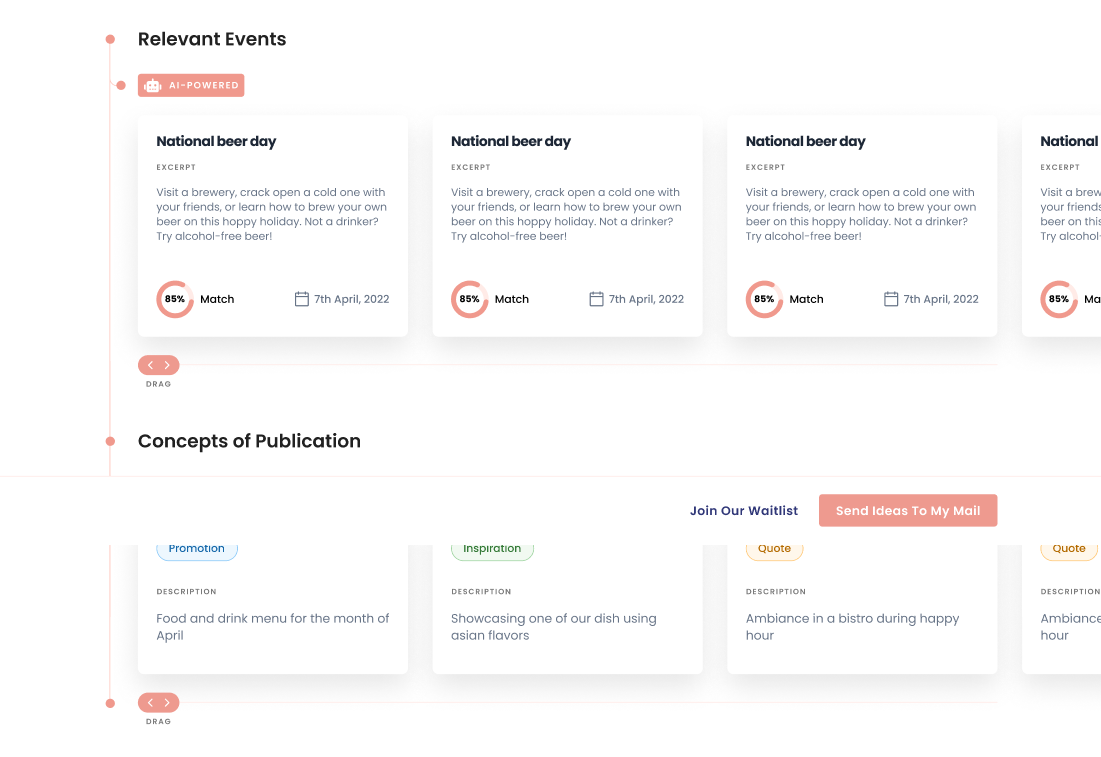 Relevant Events
AI-POWERED
National beer day
EXCERPT
Visit a brewery, crack open a cold one with
your friends, or learn how to brew your own
beer on this hoppy holiday. Not a drinker?
Try alcohol-free beer!
85% Match 7th April, 2022
National beer day
EXCERPT
Visit a brewery, crack open a cold one with
your friends, or learn how to brew your own
beer on this hoppy holiday. Not a drinker?
Try alcohol-free beer!
85% Match 7th April, 2022
National beer day
EXCERPT
Visit a brewery, crack open a cold one with
your friends, or learn how to brew your own
beer on this hoppy holiday. Not a drinker?
Try alcohol-free beer!
85% Match 7th April, 2022
National
EXCERPT
Visit a brew
your friends
beer on this
Try alcohol-
85% Ma
DRAG
Concepts of Publication
Join Our Waitlist Send Ideas To My Mail
Promotion
DESCRIPTION
Food and drink menu for the month of
April
Inspiration
DESCRIPTION
Showcasing one of our dish using
asian flavors
Quote
DESCRIPTION
Ambiance in a bistro during happy
hour
Quote
DESCRIPTION
Ambiance
hour
DRAG